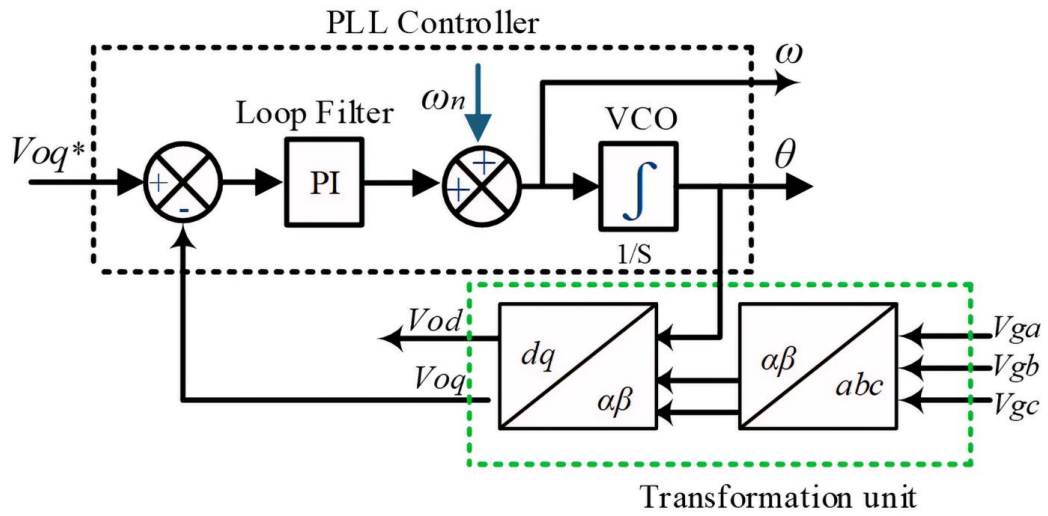 PLL Controller
ω
ωn
Loop Filter
VCO
Voq*
θ
+
+
+
PI
∫
-
1/S
Vod
Vga
dq
αβ
Vgb
Voq
αβ
abc
Vgc
Transformation unit